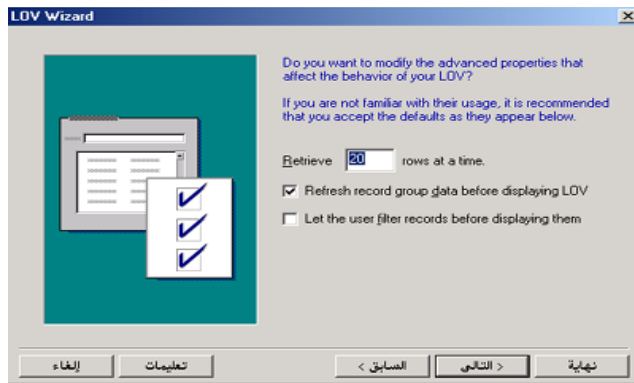 LOV Wizard
Do you want to modify the advanced properties that
affect the behavior of your LOV?
If you are not familiar with their usage, it is recommended
that you accept the defaults as they appear below.
Retrieve 20 rows at a time.
Refresh record group data before displaying LOV
Let the user filter records before displaying them
إلغاء تعليمات السابق > < التالى نهاية